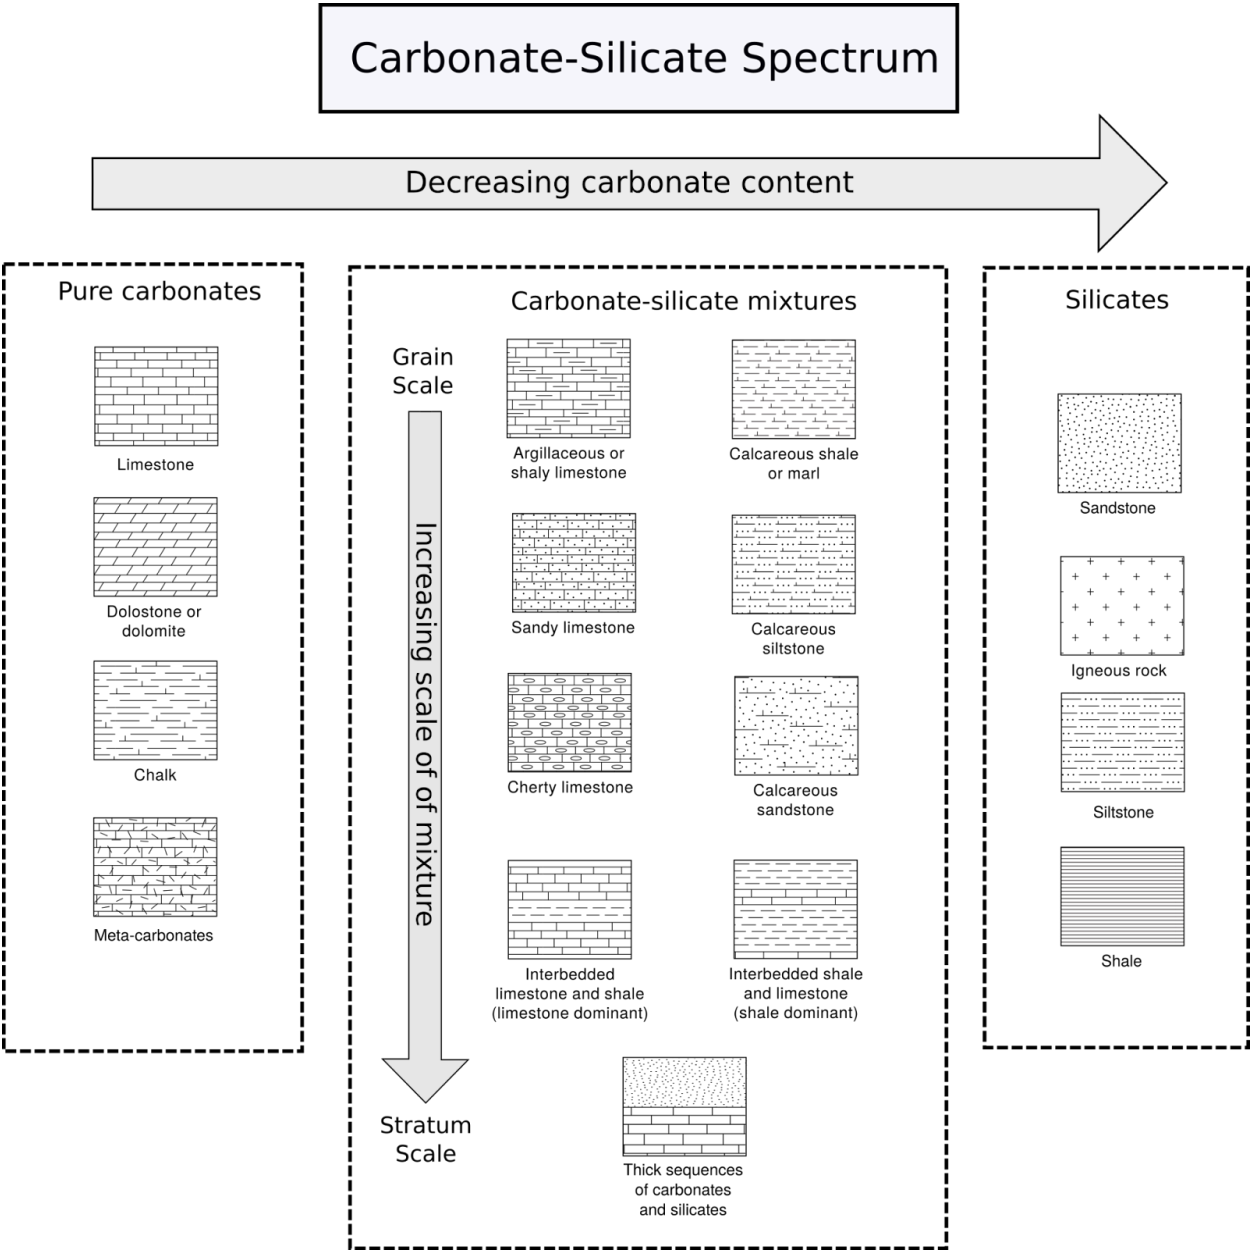 Carbonate-Silicate Spectrum
Decreasing carbonate content
Pure carbonates
Limestone
Dolostone or
dolomite
Chalk
Meta-carbonates
Carbonate-silicate mixtures
Grain
Scale
Increasing scale of of mixture
Stratum
Scale
Argillaceous or
shaly limestone
Calcareous shale
or marl
Sandy limestone
Calcareous
siltstone
Cherty limestone
Calcareous
sandstone
Interbedded
limestone and shale
(limestone dominant)
Interbedded shale
and limestone
(shale dominant)
Thick sequences
of carbonates
and silicates
Silicates
Sandstone
Igneous rock
Siltstone
Shale